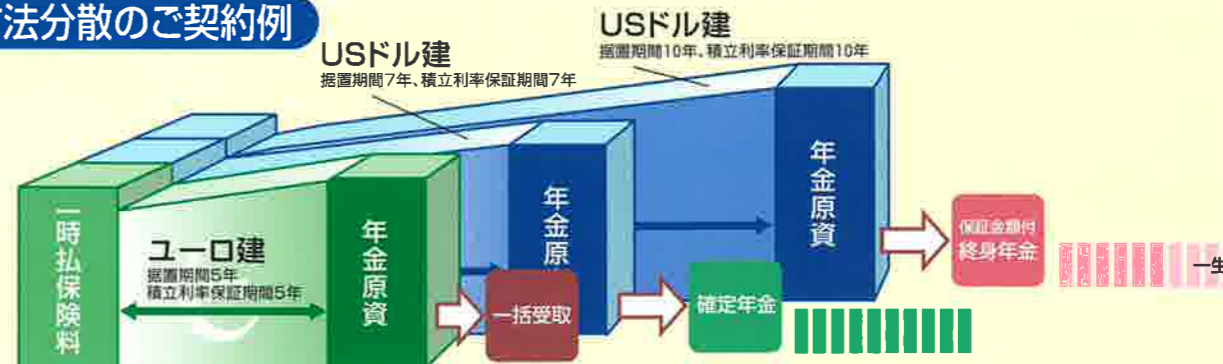 法分散のご契約例
USドル建
据置期間10年、積立利率保証期間10年
USドル建
据置期間7年、積立利率保証期間7年
一時払保険料
ユーロ建
据置期間5年
積立利率保証期間5年
年金原資
年金原
年金原資
一括受取
確定年金
保証金額付
終身年金
一生